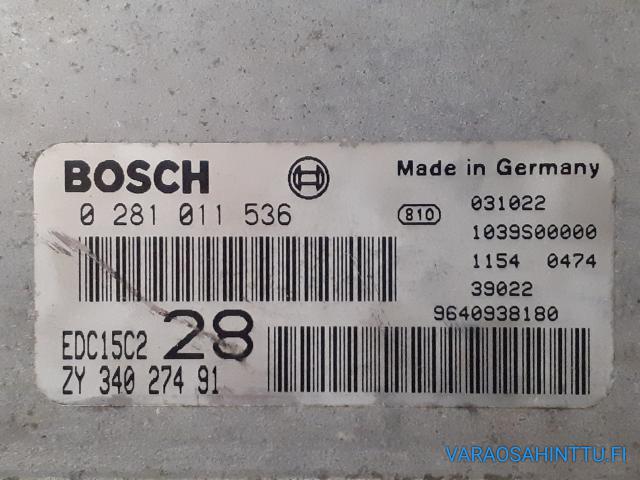 BOSCH
Made in Germany
0 281 011 536
810
031022
1039S00000
1154 0474
39022
9640938180
EDC15C2 28
ZY 340 274 91
VARAOSAHINTTU.FI